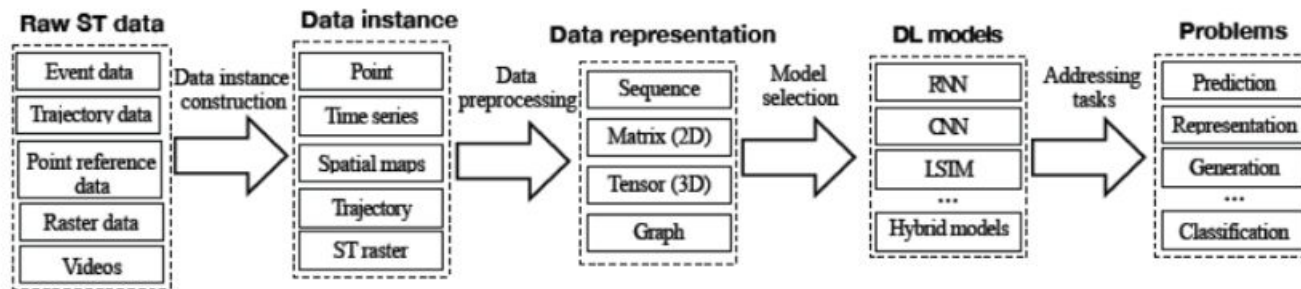 Raw ST data
Event data
Trajectory data
Point reference
data
Raster data
Videos
Data instance
construction
Data instance
Point
Time series
Spatial maps
Trajectory
ST raster
Data
preprocessing
Data representation
Sequence
Matrix (2D)
Tensor (3D)
Graph
Model
selection
DL models
RNN
CNN
LSTM
...
Hybrid models
Addressing
tasks
Problems
Prediction
Representation
Generation
...
Classification